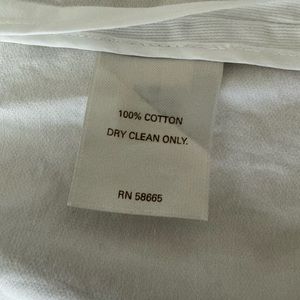 100% COTTON
DRY CLEAN ONLY.
RN 58665